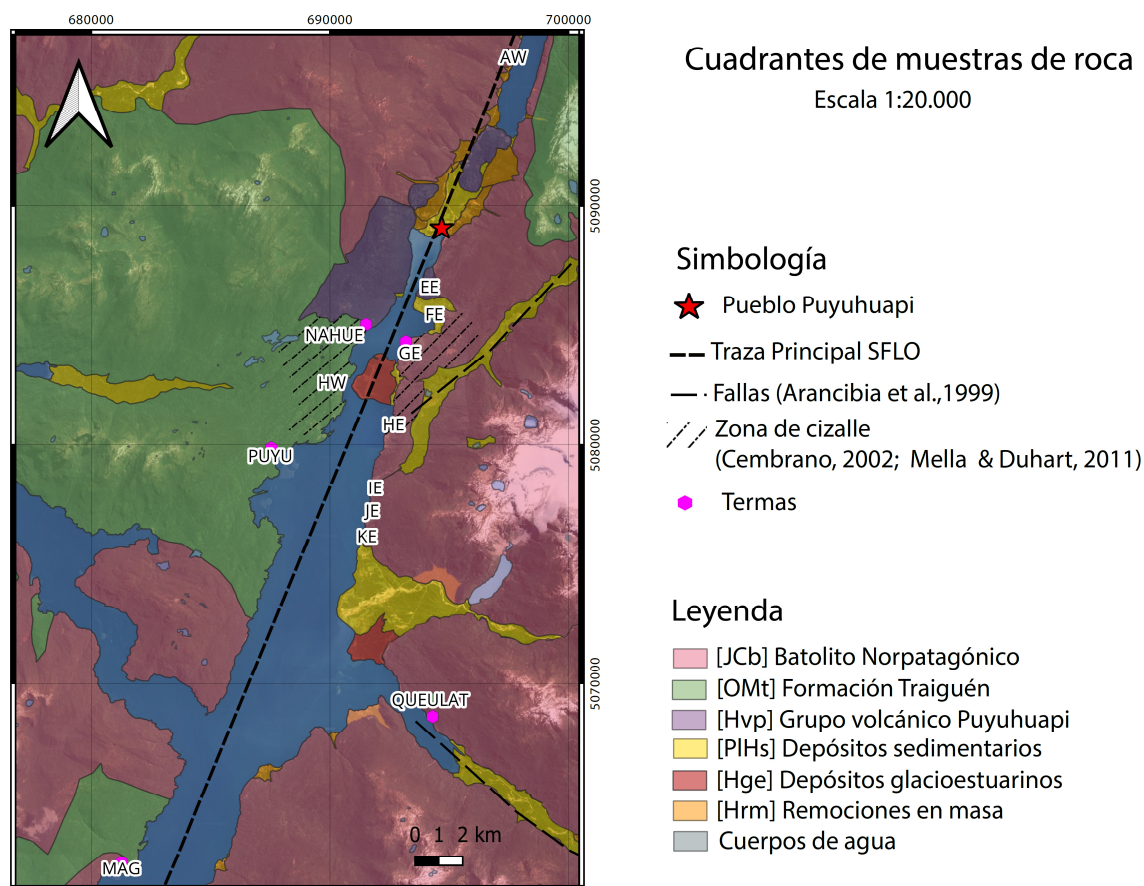 680000
690000
700000
AW
5090000
EE
FE
NAHUE
GE
HW
HE
5080000
PUYU
IE
JE
KE
5070000
QUEULAT
0 1 2 km
MAG
Cuadrantes de muestras de roca
Escala 1:20.000
Simbología
Pueblo Puyuhuapi
Traza Principal SFLO
Fallas (Arancibia et al.,1999)
Zona de cizalle
(Cembrano, 2002; Mella & Duhart, 2011)
Termas
Leyenda
[JCb] Batolito Norpatagónico
[OMt] Formación Traiguén
[Hvp] Grupo volcánico Puyuhuapi
[PlHs] Depósitos sedimentarios
[Hge] Depósitos glacioestuarinos
[Hrm] Remociones en masa
Cuerpos de agua